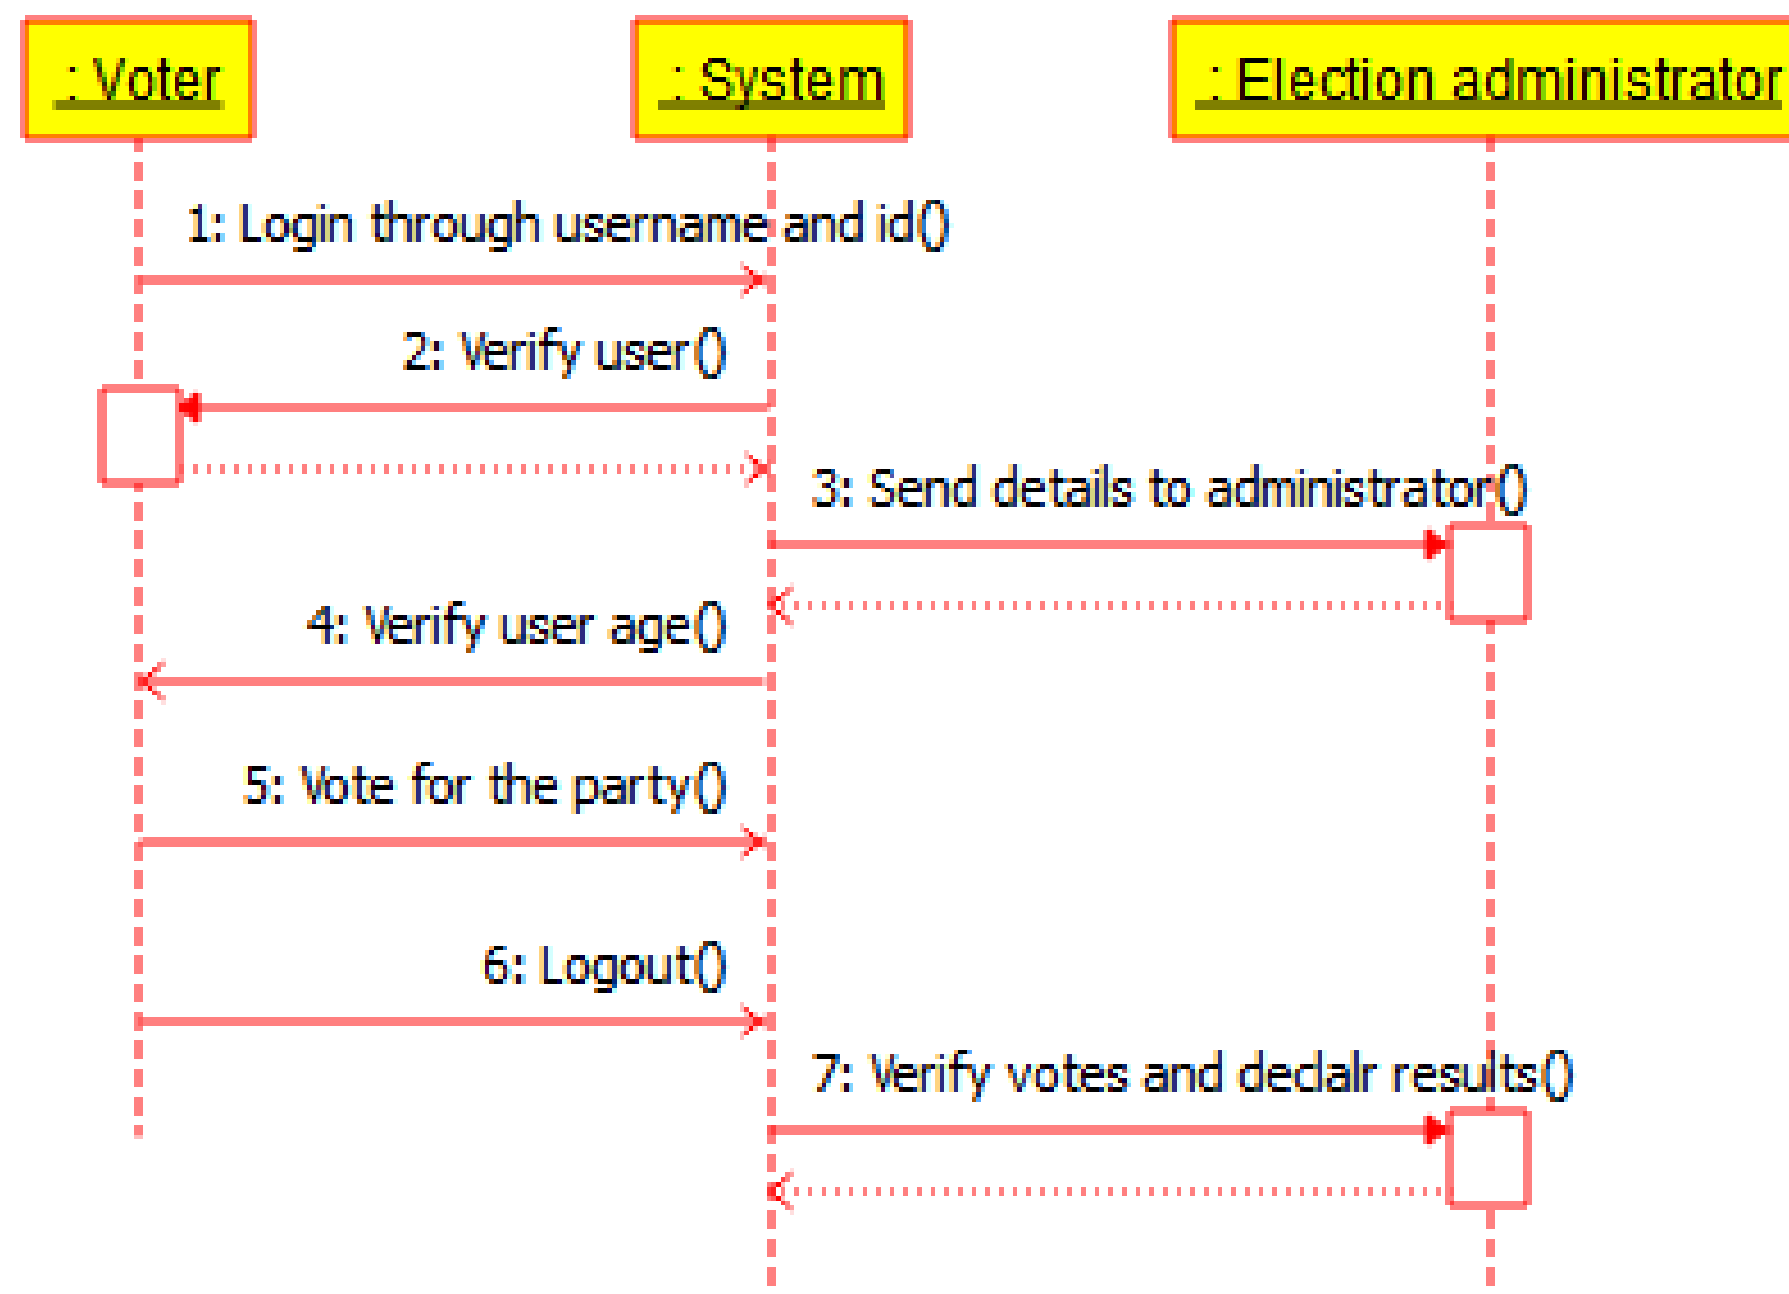 : Voter
: System
: Election administrator
1: Login through username and id()
2: Verify user()
3: Send details to administrator()
4: Verify user age()
5: Vote for the party()
6: Logout()
7: Verify votes and declalr results()